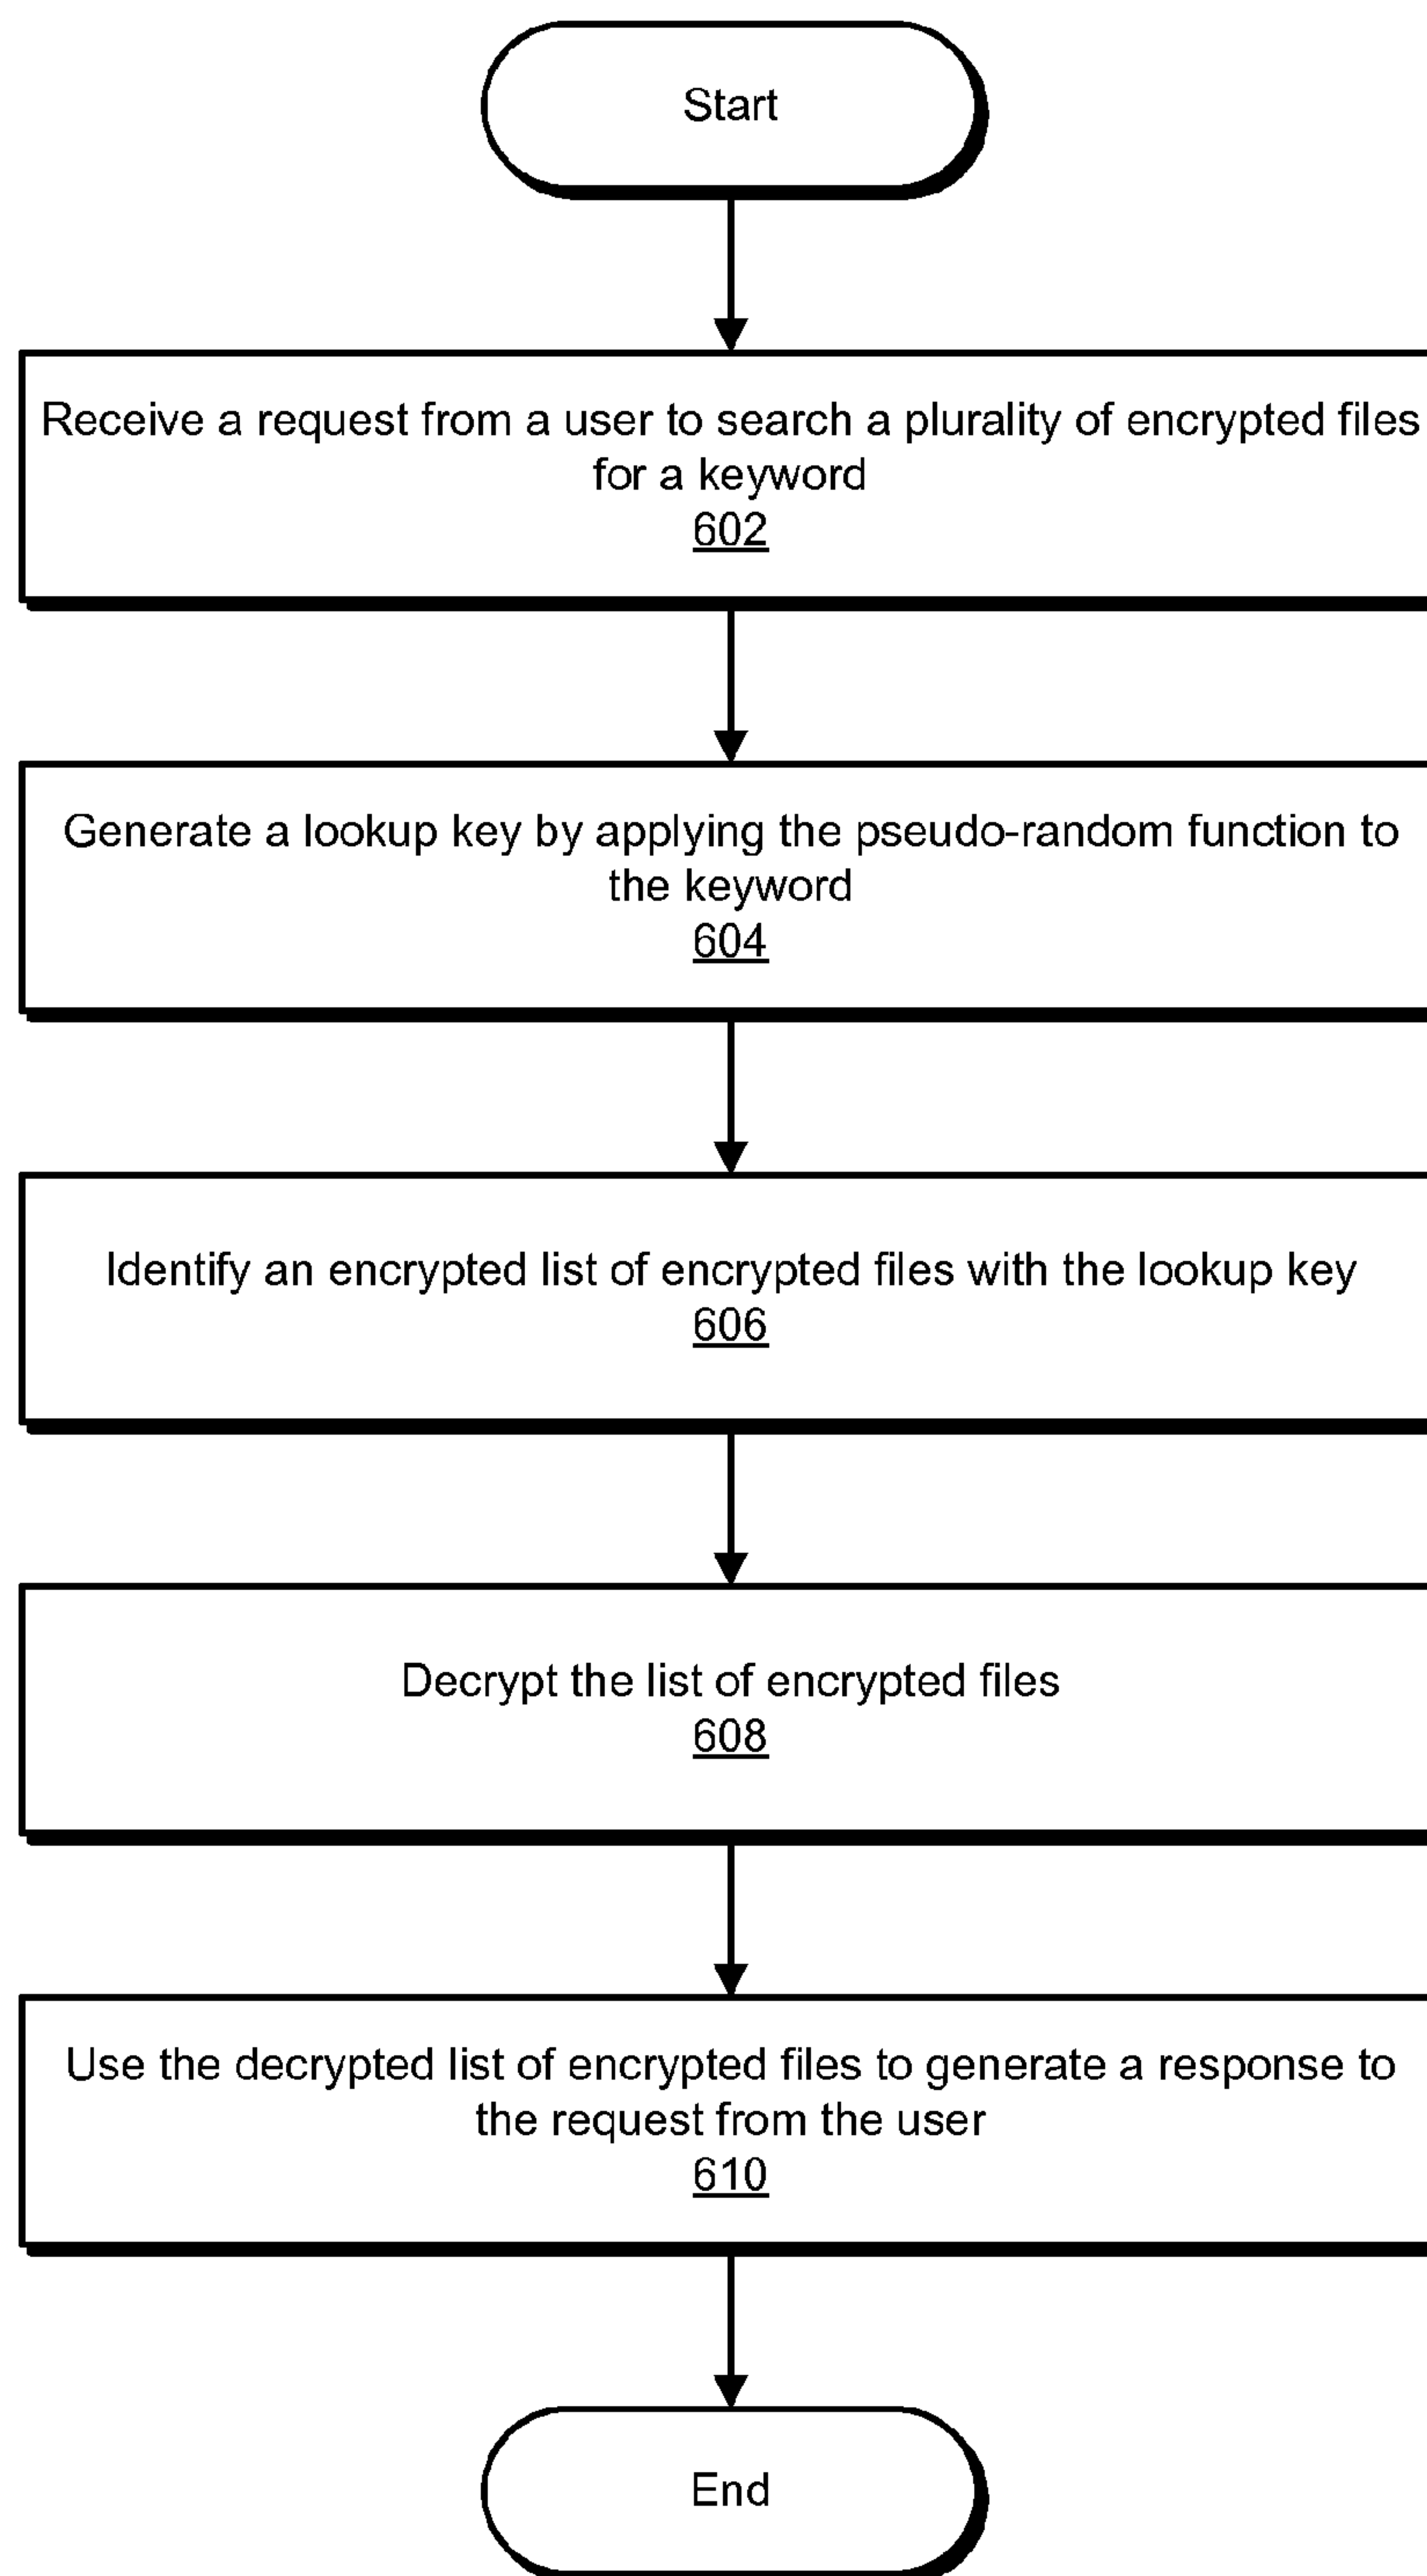 Start
Receive a request from a user to search a plurality of encrypted files
for a keyword
602
Generate a lookup key by applying the pseudo-random function to
the keyword
604
Identify an encrypted list of encrypted files with the lookup key
606
Decrypt the list of encrypted files
608
Use the decrypted list of encrypted files to generate a response to
the request from the user
610
End